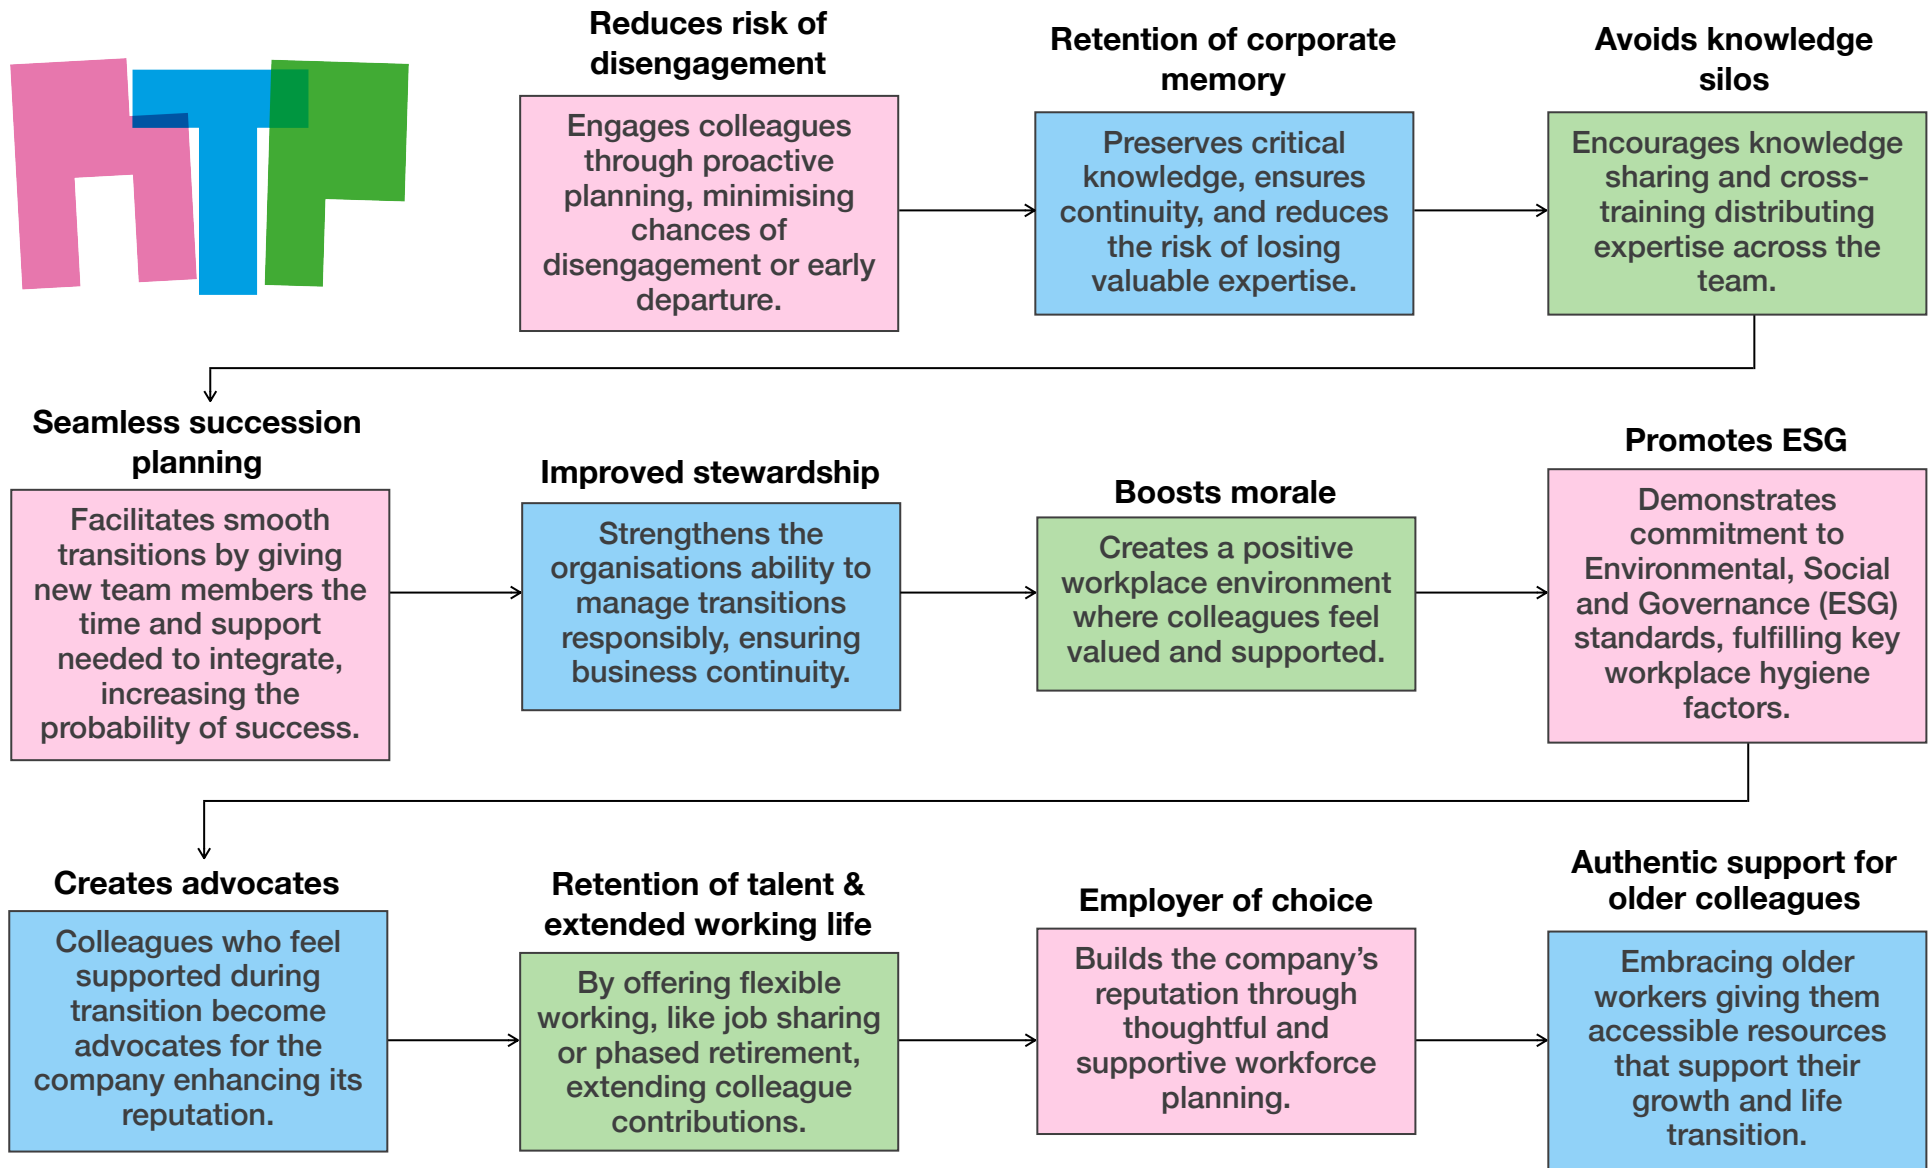 HTP
Reduces risk of
disengagement
Engages colleagues
through proactive
planning, minimising
chances of
disengagement or early
departure.
Retention of corporate
memory
Preserves critical
knowledge, ensures
continuity, and reduces
the risk of losing
valuable expertise.
Avoids knowledge
silos
Encourages knowledge
sharing and cross-
training distributing
expertise across the
team.
Seamless succession
planning
Facilitates smooth
transitions by giving
new team members the
time and support
needed to integrate,
increasing the
probability of success.
Improved stewardship
Strengthens the
organisations ability to
manage transitions
responsibly, ensuring
business continuity.
Boosts morale
Creates a positive
workplace environment
where colleagues feel
valued and supported.
Promotes ESG
Demonstrates
commitment to
Environmental, Social
and Governance (ESG)
standards, fulfilling key
workplace hygiene
factors.
Creates advocates
Colleagues who feel
supported during
transition become
advocates for the
company enhancing its
reputation.
Retention of talent &
extended working life
By offering flexible
working, like job sharing
or phased retirement,
extending colleague
contributions.
Employer of choice
Builds the company’s
reputation through
thoughtful and
supportive workforce
planning.
Authentic support for
older colleagues
Embracing older
workers giving them
accessible resources
that support their
growth and life
transition.